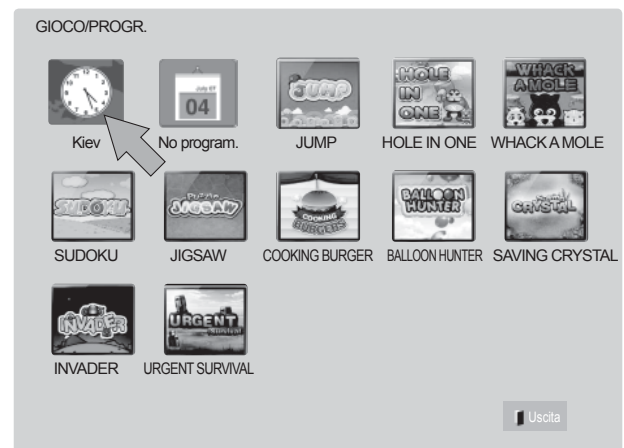 GIOCO/PROGR.
JUMP
HOLE
IN
ONE
WHACK
A MOLE
July 07
04
Kiev
No program.
JUMP
HOLE IN ONE
WHACK A MOLE
SUDOKU
PUZZLE
JIGSAW
COOKING
BURGERS
BALLOON
HUNTER
CRYSTAL
SUDOKU
JIGSAW
COOKING BURGER
BALLOON HUNTER
SAVING CRYSTAL
INVADER
URGENT
Survival
INVADER
URGENT SURVIVAL
Uscita